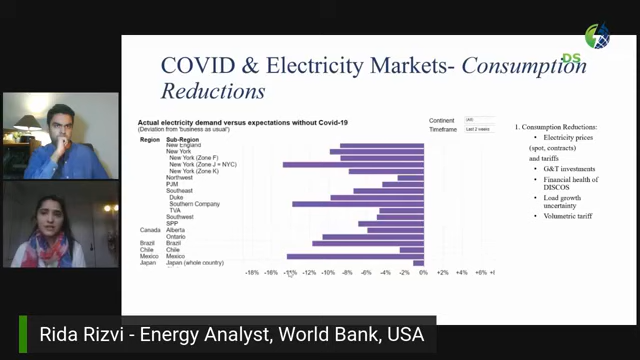 DS
COVID & Electricity Markets- Consumption
Reductions
Actual electricity demand versus expectations without Covid-19
(Deviation from 'business as usual')
Continent
(All)
Timeframe
Last 2 weeks
Region Sub-Region
New England
New York
New York (Zone F)
New York (Zone J = NYC)
New York (Zone K)
Northwest
PJM
Southeast
Duke
Southern Company
TVA
Southwest
SPP
Canada Alberta
Ontario
Brazil Brazil
Chile Chile
Mexico Mexico
Japan Japan (whole country)
-18% -16% -14% -12% -10% -8% -6% -4% -2% 0% +2% +4% +6%
1. Consumption Reductions:
• Electricity prices
(spot, contracts)
and tariffs
• G&T investments
• Financial health of
DISCOS
• Load growth
uncertainty
• Volumetric tariff
Rida Rizvi - Energy Analyst, World Bank, USA